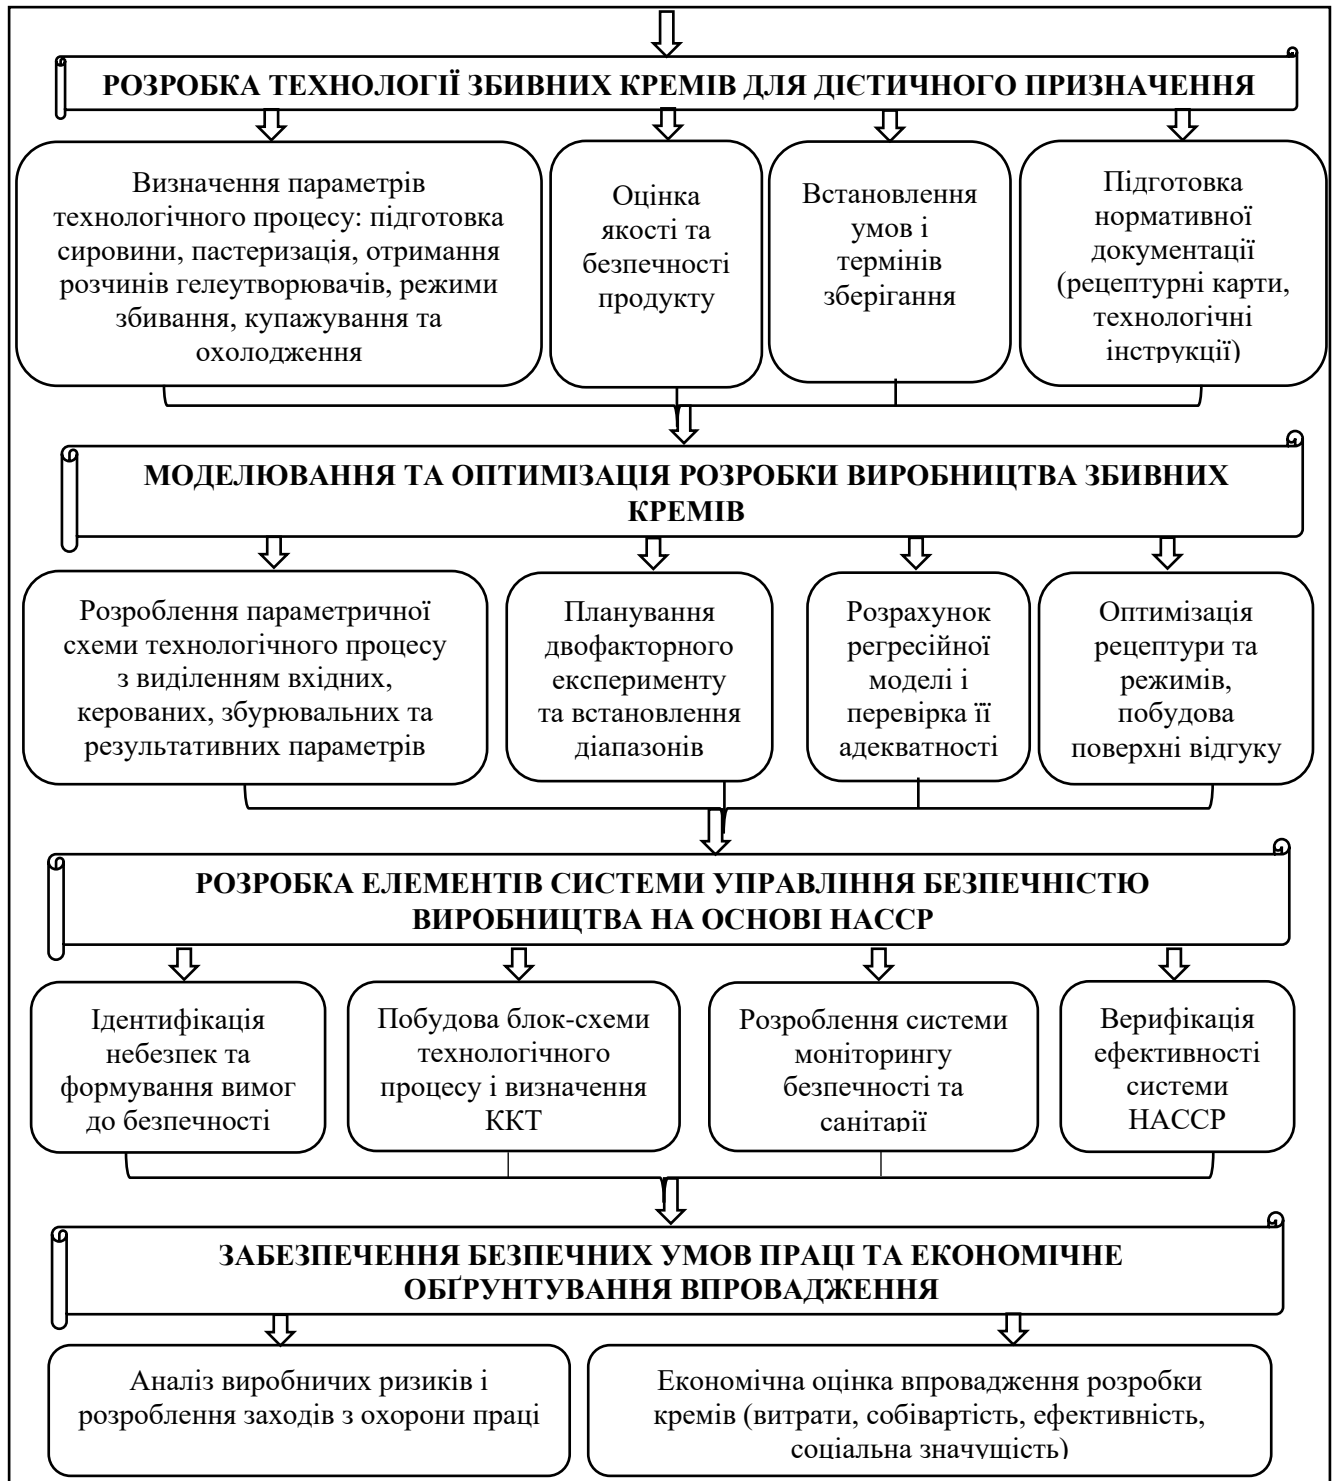 РОЗРОБКА ТЕХНОЛОГІЇ ЗБИВНИХ КРЕМІВ ДЛЯ ДІЄТИЧНОГО ПРИЗНАЧЕННЯ
Визначення параметрів
технологічного процесу: підготовка
сировини, пастеризація, отримання
розчинів гелеутворювачів, режими
збивання, купажування та
охолодження
Оцінка
якості та
безпечності
продукту
Встановлення
умов і
термінів
зберігання
Підготовка
нормативної
документації
(рецептурні карти,
технологічні
інструкції)
МОДЕЛЮВАННЯ ТА ОПТИМІЗАЦІЯ РОЗРОБКИ ВИРОБНИЦТВА ЗБИВНИХ
КРЕМІВ
Розроблення параметричної
схеми технологічного процесу
з виділенням вхідних,
керованих, збурювальних та
результативних параметрів
Планування
двофакторного
експерименту
та встановлення
діапазонів
Розрахунок
регресійної
моделі і
перевірка її
адекватності
Оптимізація
рецептури та
режимів,
побудова
поверхні відгуку
РОЗРОБКА ЕЛЕМЕНТІВ СИСТЕМИ УПРАВЛІННЯ БЕЗПЕЧНІСТЮ
ВИРОБНИЦТВА НА ОСНОВІ НАССР
Ідентифікація
небезпек та
формування вимог
до безпечності
Побудова блок-схеми
технологічного
процесу і визначення
ККТ
Розроблення системи
моніторингу
безпечності та
санітарії
Верифікація
ефективності
системи
НАССР
ЗАБЕЗПЕЧЕННЯ БЕЗПЕЧНИХ УМОВ ПРАЦІ ТА ЕКОНОМІЧНЕ
ОБҐРУНТУВАННЯ ВПРОВАДЖЕННЯ
Аналіз виробничих ризиків і
розроблення заходів з охорони праці
Економічна оцінка впровадження розробки
кремів (витрати, собівартість, ефективність,
соціальна значущість)